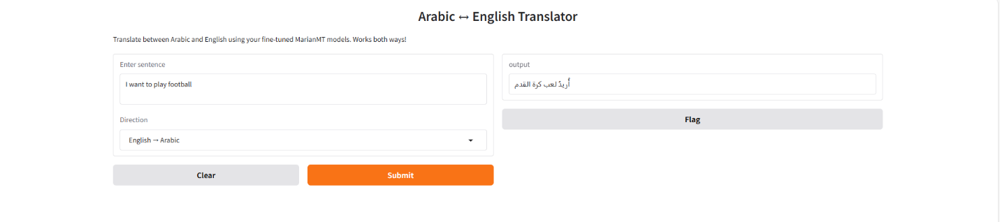 Arabic ↔ English Translator
Translate between Arabic and English using your fine-tuned MarianMT models. Works both ways!
Enter sentence
I want to play football
Direction
English → Arabic
Clear
Submit
output
أُريدُ لعب كرة القدم
Flag